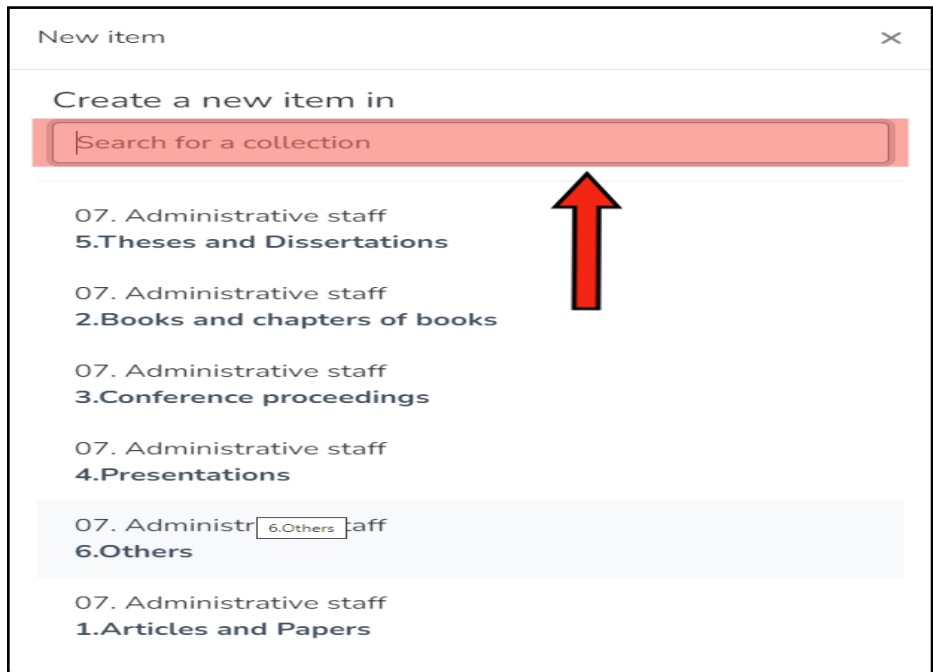 New item ×
Create a new item in
Search for a collection
07. Administrative staff
5.Theses and Dissertations
07. Administrative staff
2.Books and chapters of books
07. Administrative staff
3.Conference proceedings
07. Administrative staff
4.Presentations
07. Administr 6.Others taff
6.Others
07. Administrative staff
1.Articles and Papers